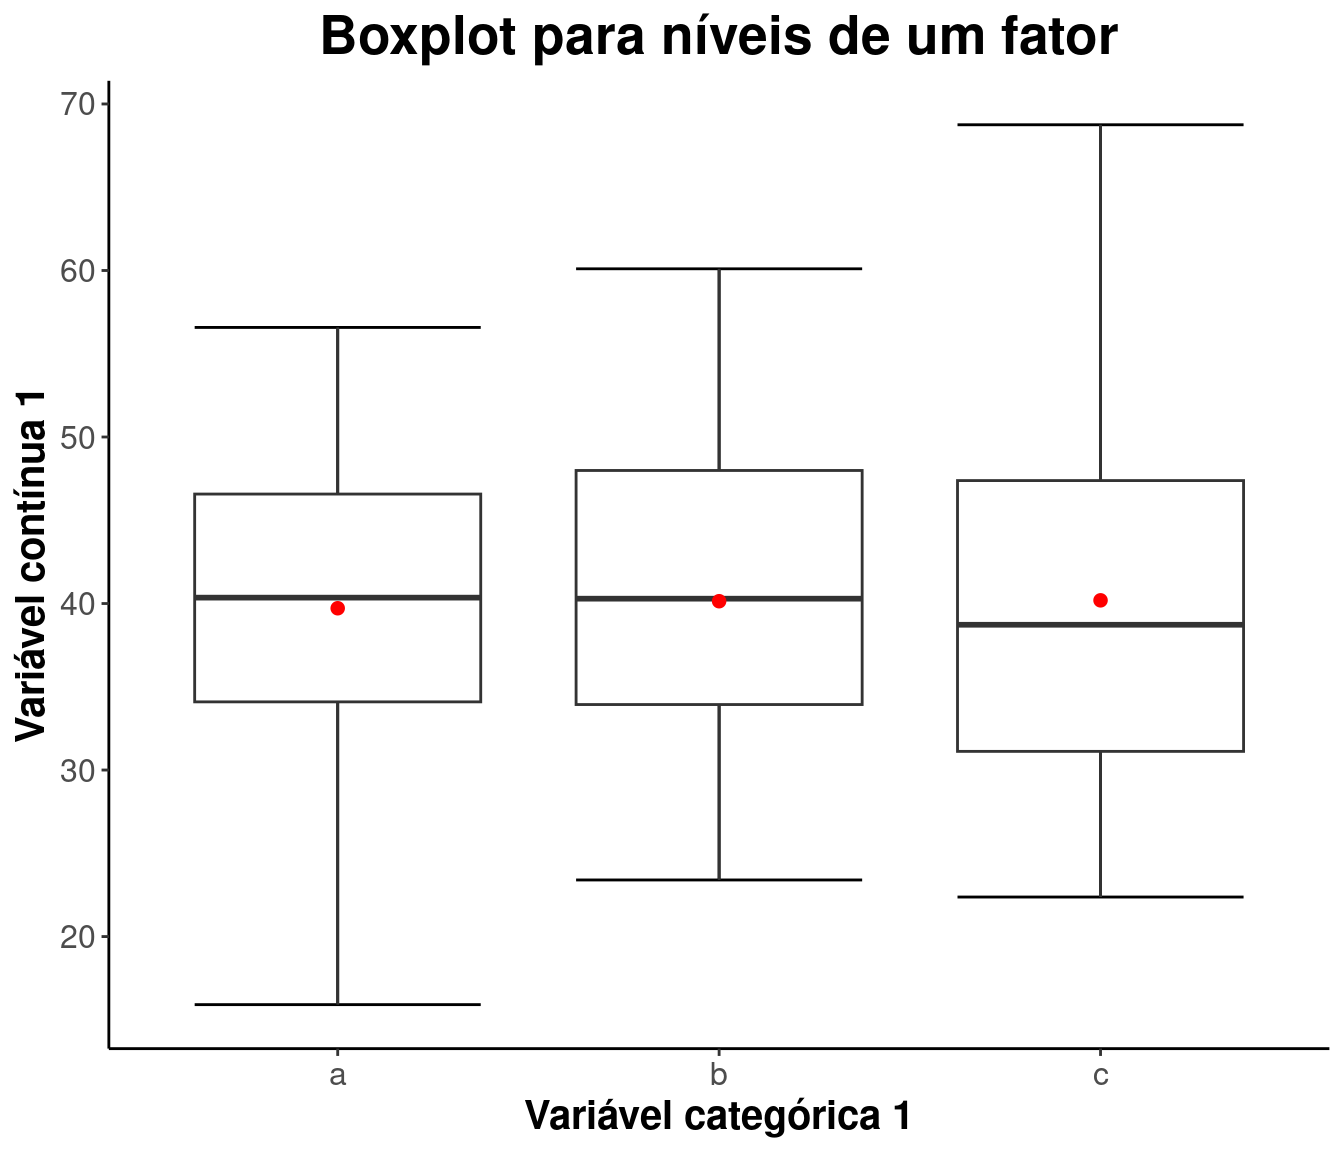 Boxplot para níveis de um fator
Variável contínua 1
70
60
50
40
30
20
a
b
c
Variável categórica 1